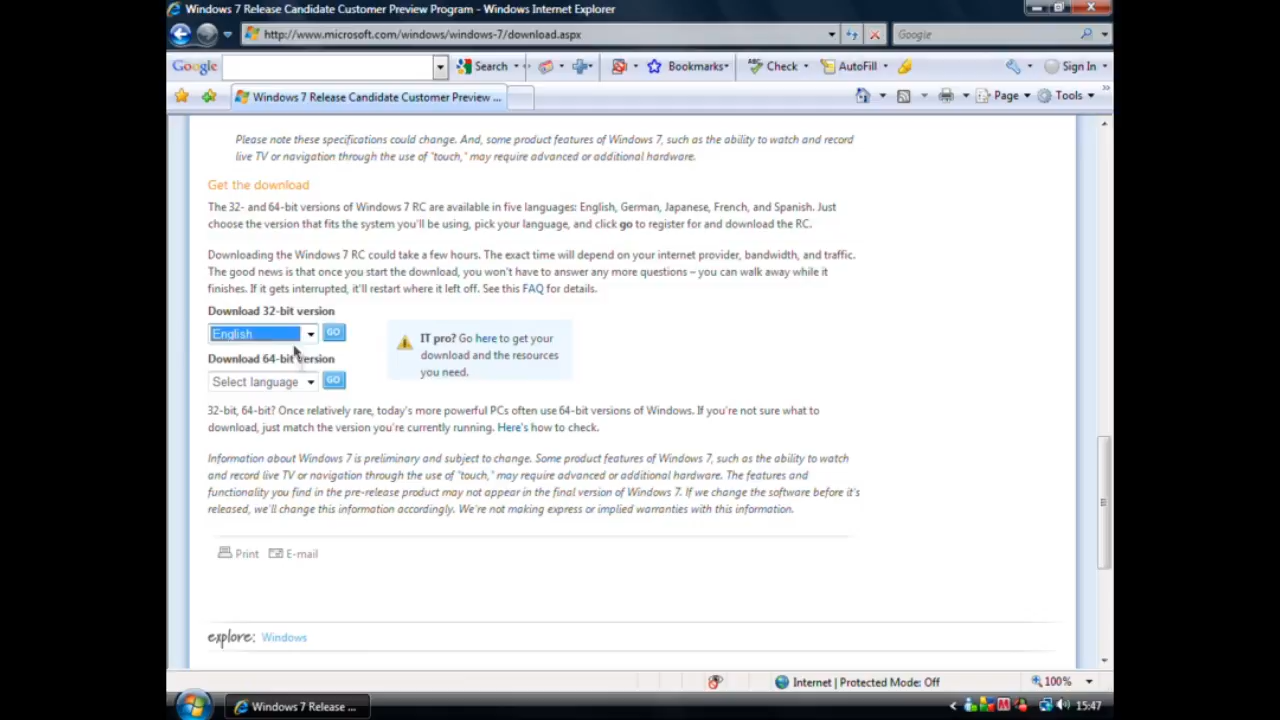 Windows 7 Release Candidate Customer Preview Program - Windows Internet Explorer
http://www.microsoft.com/windows/windows-7/download.aspx
Google
Google
Search
Bookmarks
Check
AutoFill
Sign In
Windows 7 Release Candidate Customer Preview ...
Page
Tools
Please note these specifications could change. And, some product features of Windows 7, such as the ability to watch and record
live TV or navigation through the use of "touch," may require advanced or additional hardware.
Get the download
The 32- and 64-bit versions of Windows 7 RC are available in five languages: English, German, Japanese, French, and Spanish. Just
choose the version that fits the system you'll be using, pick your language, and click go to register for and download the RC.
Downloading the Windows 7 RC could take a few hours. The exact time will depend on your internet provider, bandwidth, and traffic.
The good news is that once you start the download, you won't have to answer any more questions – you can walk away while it
finishes. If it gets interrupted, it'll restart where it left off. See this FAQ for details.
Download 32-bit version
English GO
IT pro? Go here to get your
download and the resources
you need.
Download 64-bit version
Select language GO
32-bit, 64-bit? Once relatively rare, today's more powerful PCs often use 64-bit versions of Windows. If you're not sure what to
download, just match the version you're currently running. Here's how to check.
Information about Windows 7 is preliminary and subject to change. Some product features of Windows 7, such as the ability to watch
and record live TV or navigation through the use of "touch," may require advanced or additional hardware. The features and
functionality you find in the pre-release product may not appear in the final version of Windows 7. If we change the software before it's
released, we'll change this information accordingly. We're not making express or implied warranties with this information.
Print E-mail
explore: Windows
Internet | Protected Mode: Off
100%
Windows 7 Release ...
15:47